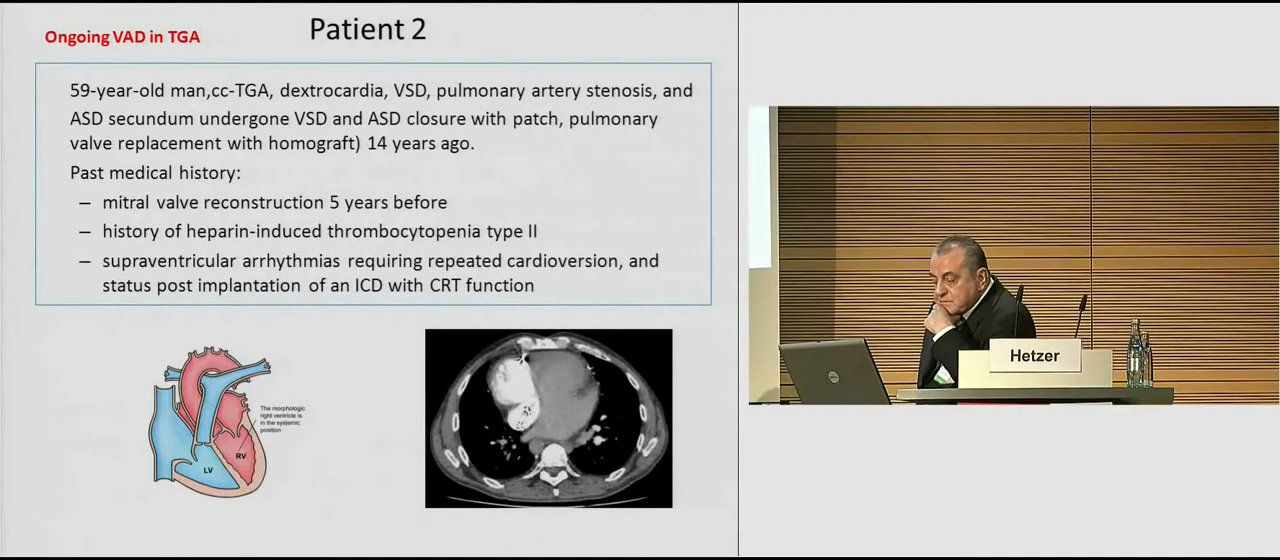 Ongoing VAD in TGA
Patient 2
59-year-old man,cc-TGA, dextrocardia, VSD, pulmonary artery stenosis, and
ASD secundum undergone VSD and ASD closure with patch, pulmonary
valve replacement with homograft) 14 years ago.
Past medical history:
– mitral valve reconstruction 5 years before
– history of heparin-induced thrombocytopenia type II
– supraventricular arrhythmias requiring repeated cardioversion, and
status post implantation of an ICD with CRT function
The morphologic
right ventricle is
in the systemic
position
RV
LV
Hetzer